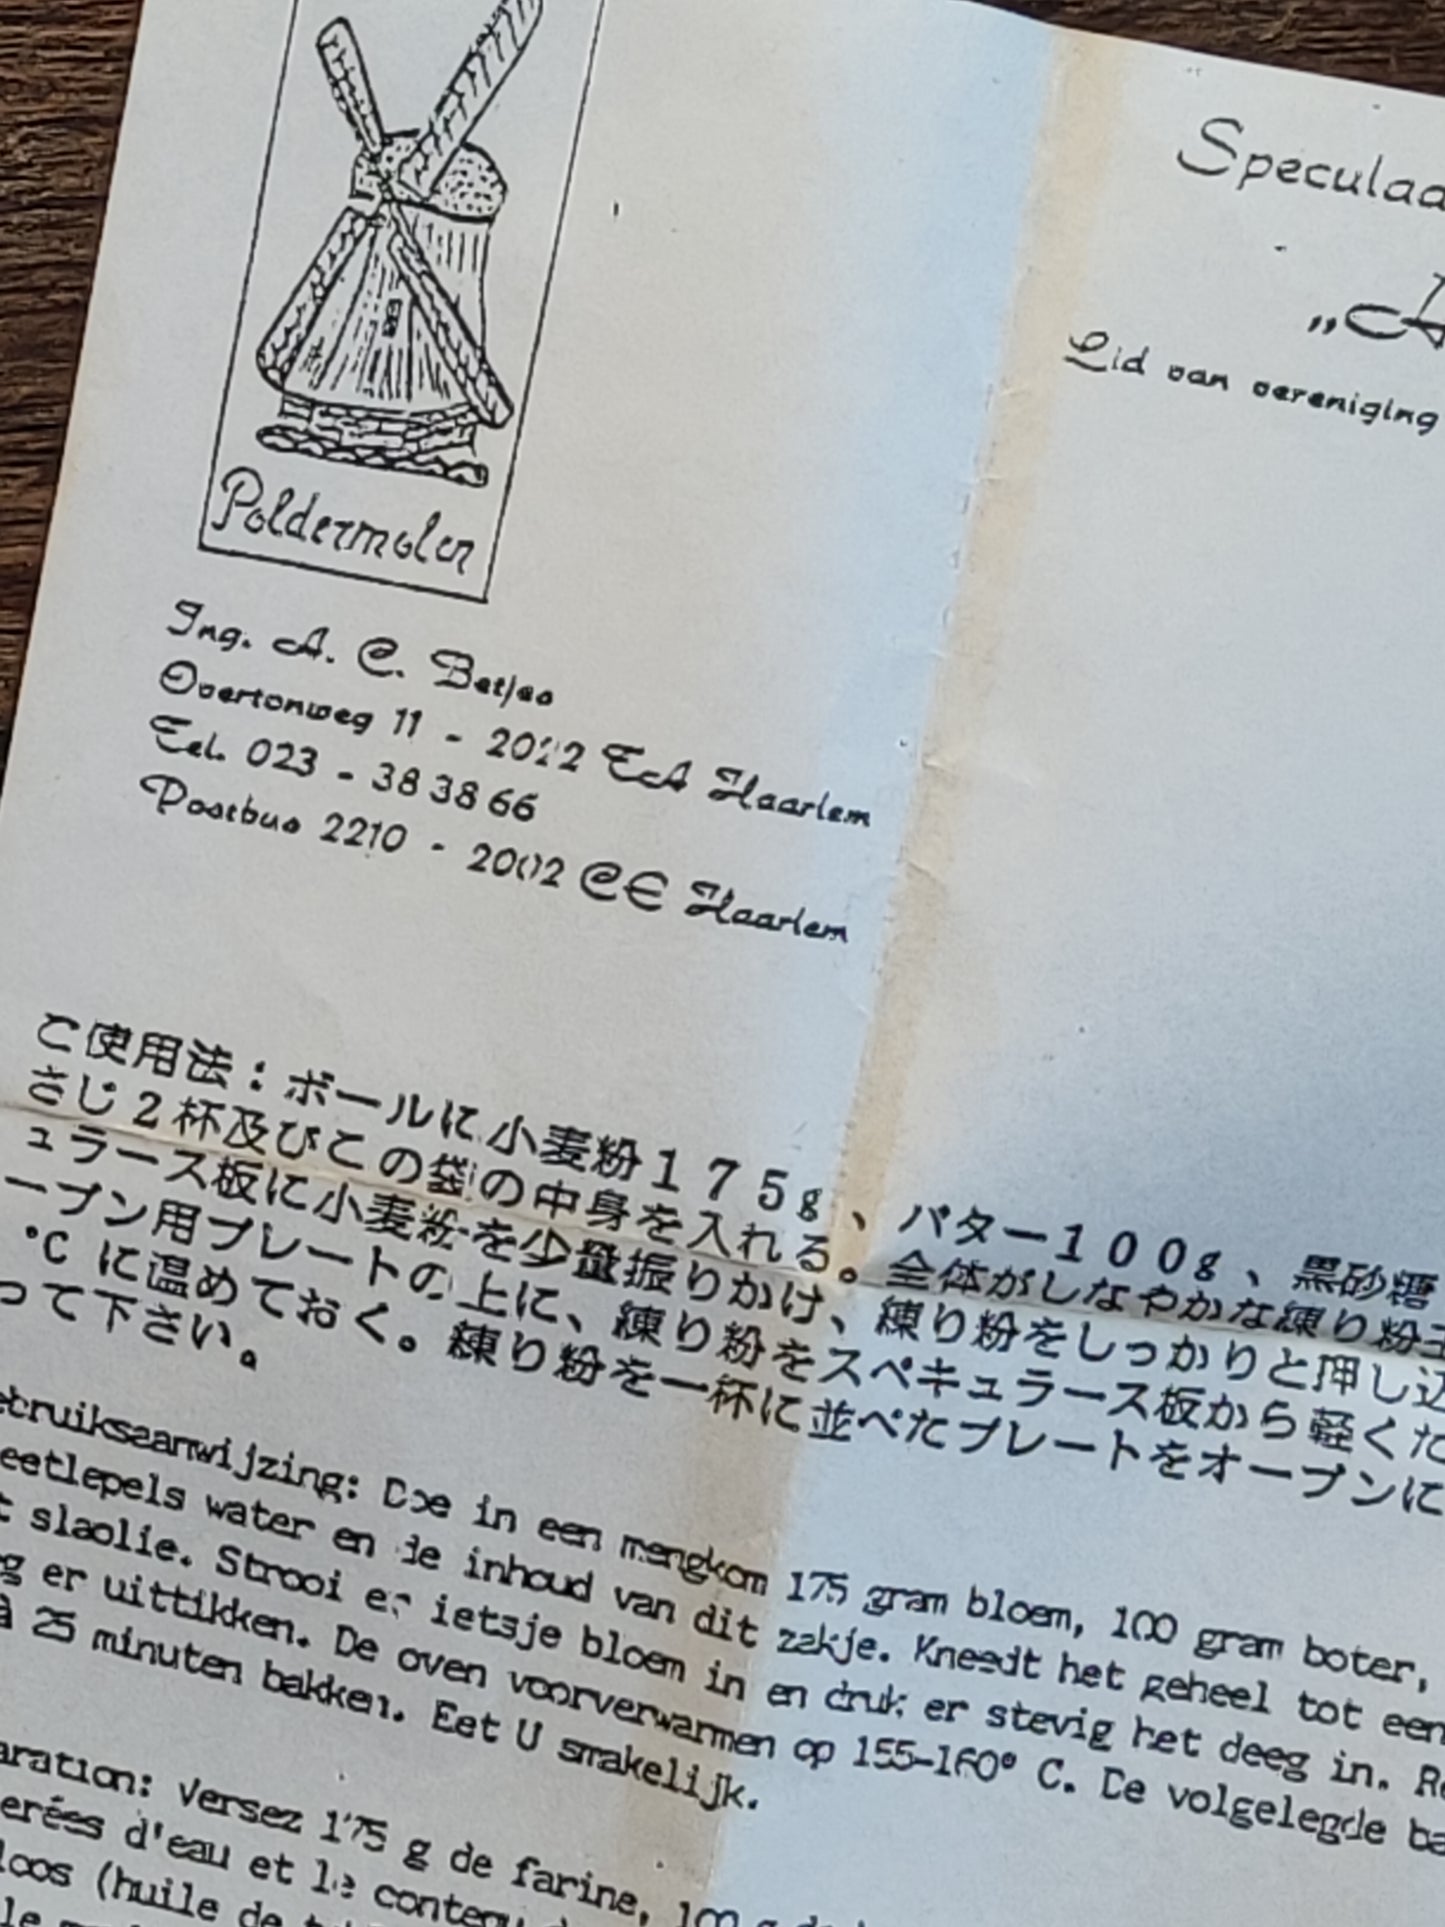 Poldermolen
Ing. A. C. Betjes
Overtonweg 11 - 2022 EA Haarlem
Tel. 023 - 38 38 66
Postbus 2210 - 2002 CE Haarlem
Speculaa
Lid van vereniging
ご使用法：ボールに小麦粉１７５g、バター１００g、黒砂糖
さじ２杯及びこの袋の中身を入れる。全体がしなやかな練り粉
ュラース板に小麦粉を少量振りかけ、練り粉をしっかりと押し込
ーブン用プレートの上に、練り粉をスペキュラース板から軽くた
℃に温めておく。練り粉を一杯に並べたプレートをオーブンに
って下さい。
ebruiksaanwijzing: Doe in een mengkom 175 gram bloem, 100 gram boter,
eetlepels water en de inhoud van dit zakje. Kneedt het geheel tot een
t slaolie. Strooi er ietsje bloem in en druk er stevig het deeg in.
g er uittikken. De oven voorverwarmen op 155-160° C. De volgelegde ba
à 25 minuten bakken. Eet U smakelijk.
aration: Versez 175 g de farine, 100 g de
erées d'eau et le contenu
loos (huile de
le